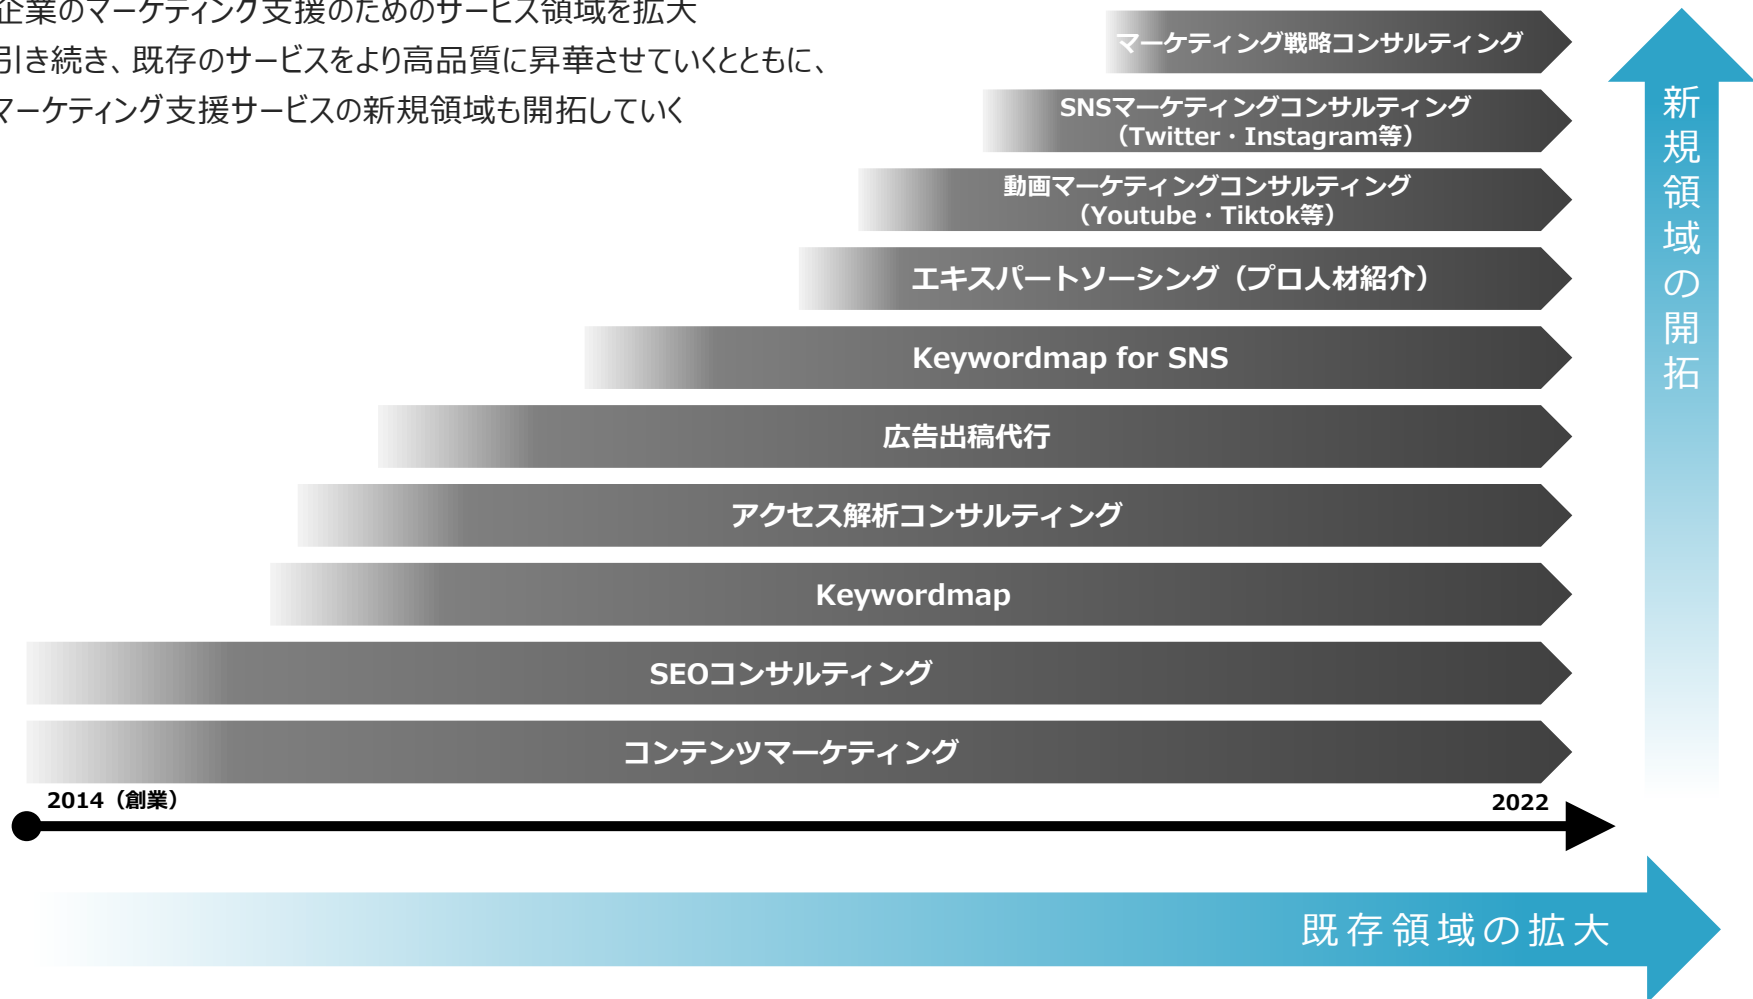 企業のマーケティング支援のためのサービス領域を拡大
引き続き、既存のサービスをより高品質に昇華させていくとともに、
マーケティング支援サービスの新規領域も開拓していく
マーケティング戦略コンサルティング
SNSマーケティングコンサルティング
（Twitter・Instagram等）
動画マーケティングコンサルティング
（Youtube・Tiktok等）
エキスパートソーシング（プロ人材紹介）
Keywordmap for SNS
広告出稿代行
アクセス解析コンサルティング
Keywordmap
SEOコンサルティング
コンテンツマーケティング
2014（創業）
2022
新規領域の開拓
既存領域の拡大